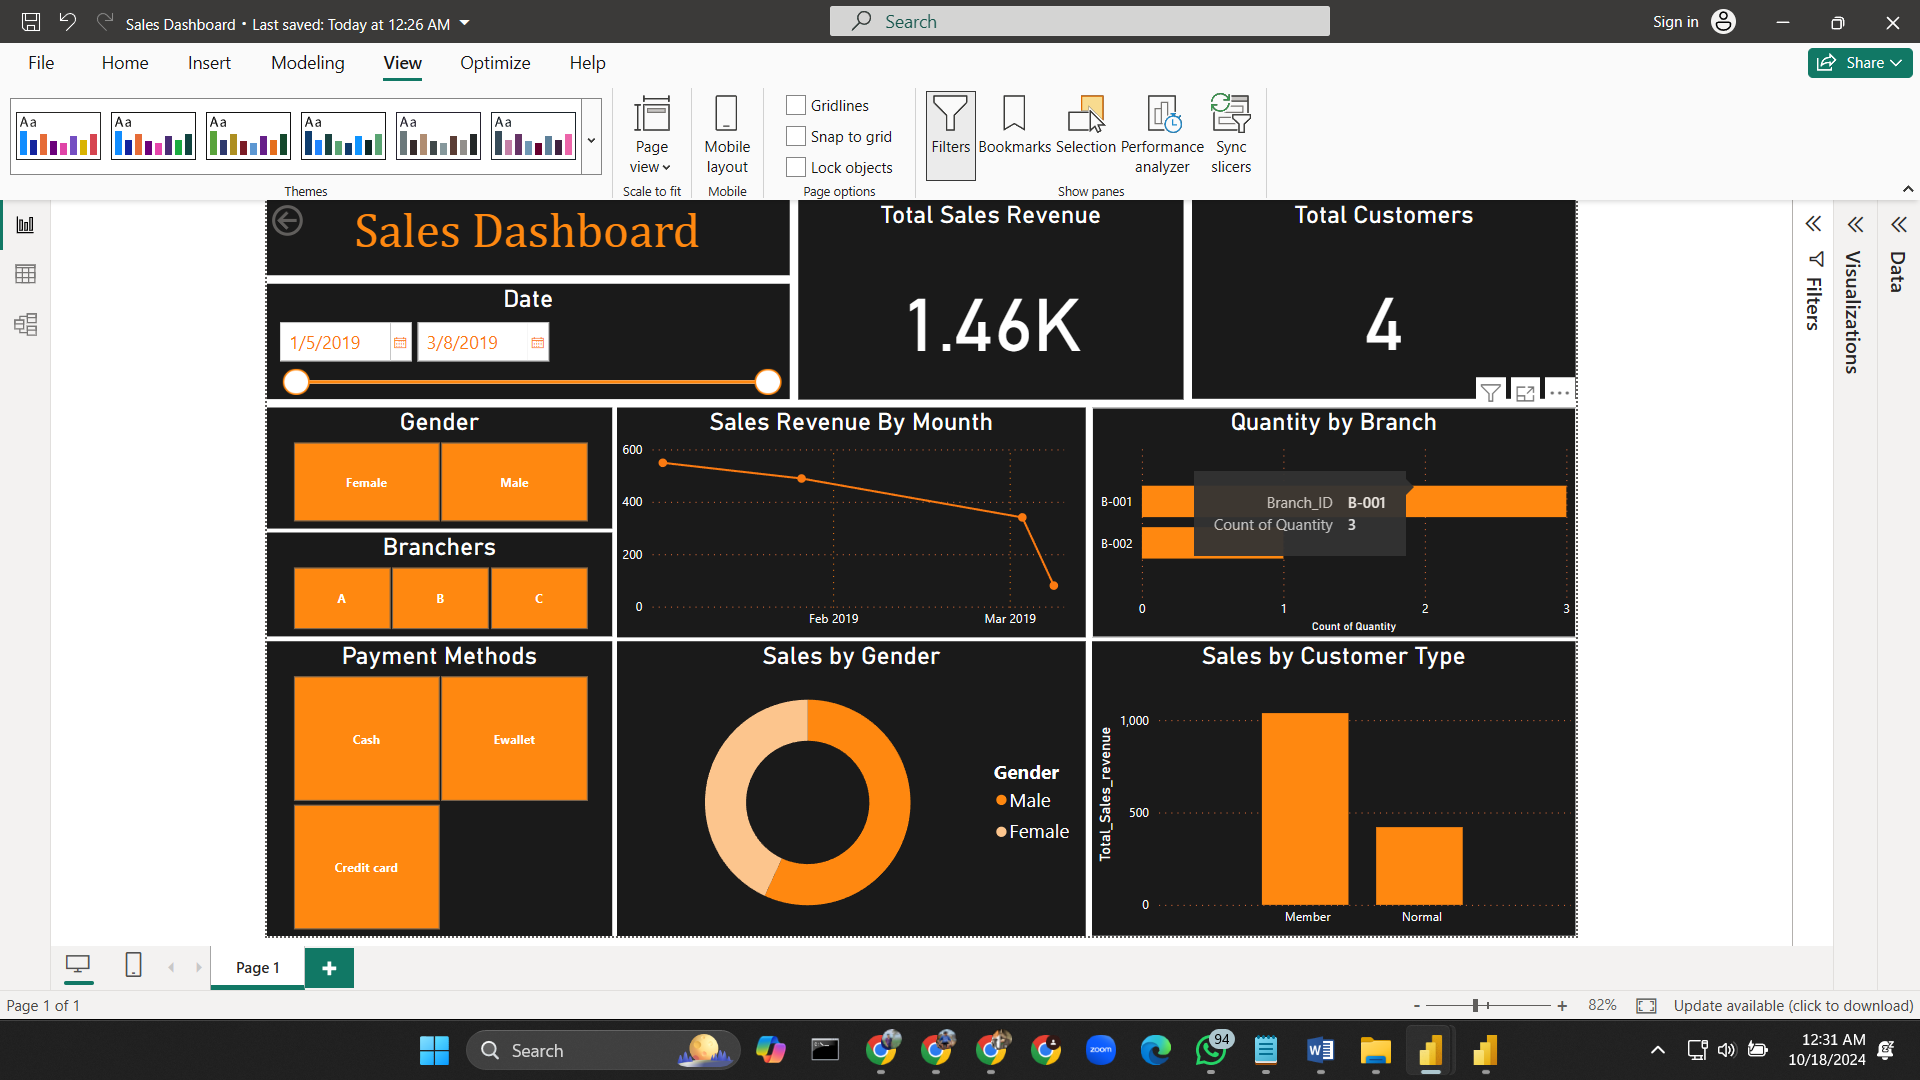 Sales Dashboard • Last saved: Today at 12:26 AM
Search
Sign in
File Home Insert Modeling View Optimize Help
Share
Aa Aa Aa Aa Aa Aa
Themes
Page view
Scale to fit
Mobile layout
Mobile
Gridlines
Snap to grid
Lock objects
Page options
Filters
Bookmarks
Selection
Performance analyzer
Sync slicers
Show panes
Sales Dashboard
Total Sales Revenue
1.46K
Total Customers
4
Date
1/5/2019 3/8/2019
Gender
Female Male
Branchers
A B C
Payment Methods
Cash Ewallet
Credit card
Sales Revenue By Mounth
600
400
200
0
Feb 2019 Mar 2019
Quantity by Branch
B-001
B-002
Branch_ID B-001
Count of Quantity 3
0 1 2 3
Count of Quantity
Sales by Gender
Gender
Male
Female
Sales by Customer Type
Total_Sales_revenue
1,000
500
0
Member Normal
Filters
Visualizations
Data
Page 1
+
Page 1 of 1
- + 82%
Update available (click to download)
Search
zoom
94
12:31 AM
10/18/2024